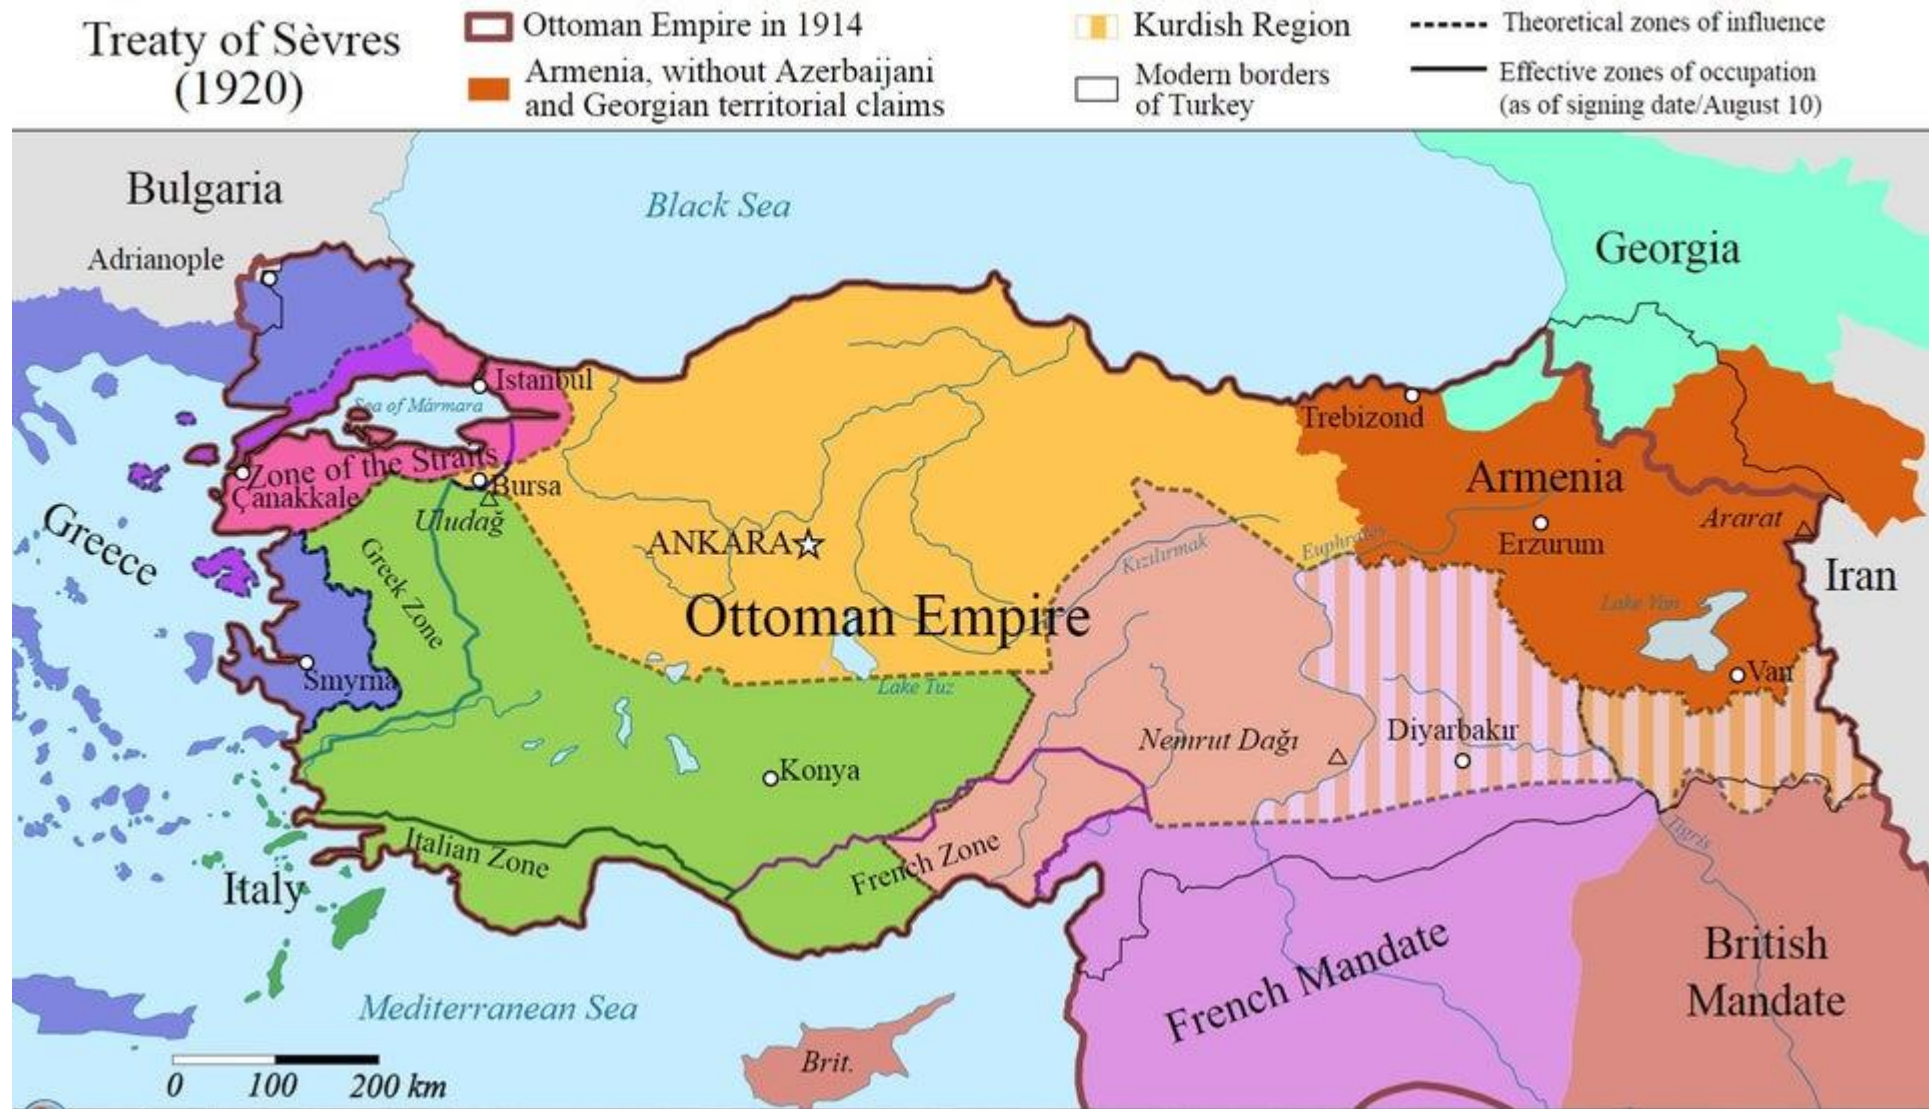 Treaty of Sèvres
(1920)
Ottoman Empire in 1914
Armenia, without Azerbaijani
and Georgian territorial claims
Kurdish Region
Modern borders
of Turkey
Theoretical zones of influence
Effective zones of occupation
(as of signing date/August 10)
Bulgaria
Black Sea
Georgia
Adrianople
Istanbul
Sea of Mármara
Trebizond
Zone of the Straits
Çanakkale
Bursa
Uludağ
Armenia
Ararat
Greece
ANKARA
Kızılırmak
Euphrates
Erzurum
Iran
Greek Zone
Ottoman Empire
Lake Van
Smyrna
Lake Tuz
Van
Nemrut Dağı
Diyarbakır
Konya
Italian Zone
French Zone
Tigris
Italy
French Mandate
British
Mandate
Mediterranean Sea
Brit.
0 100 200 km